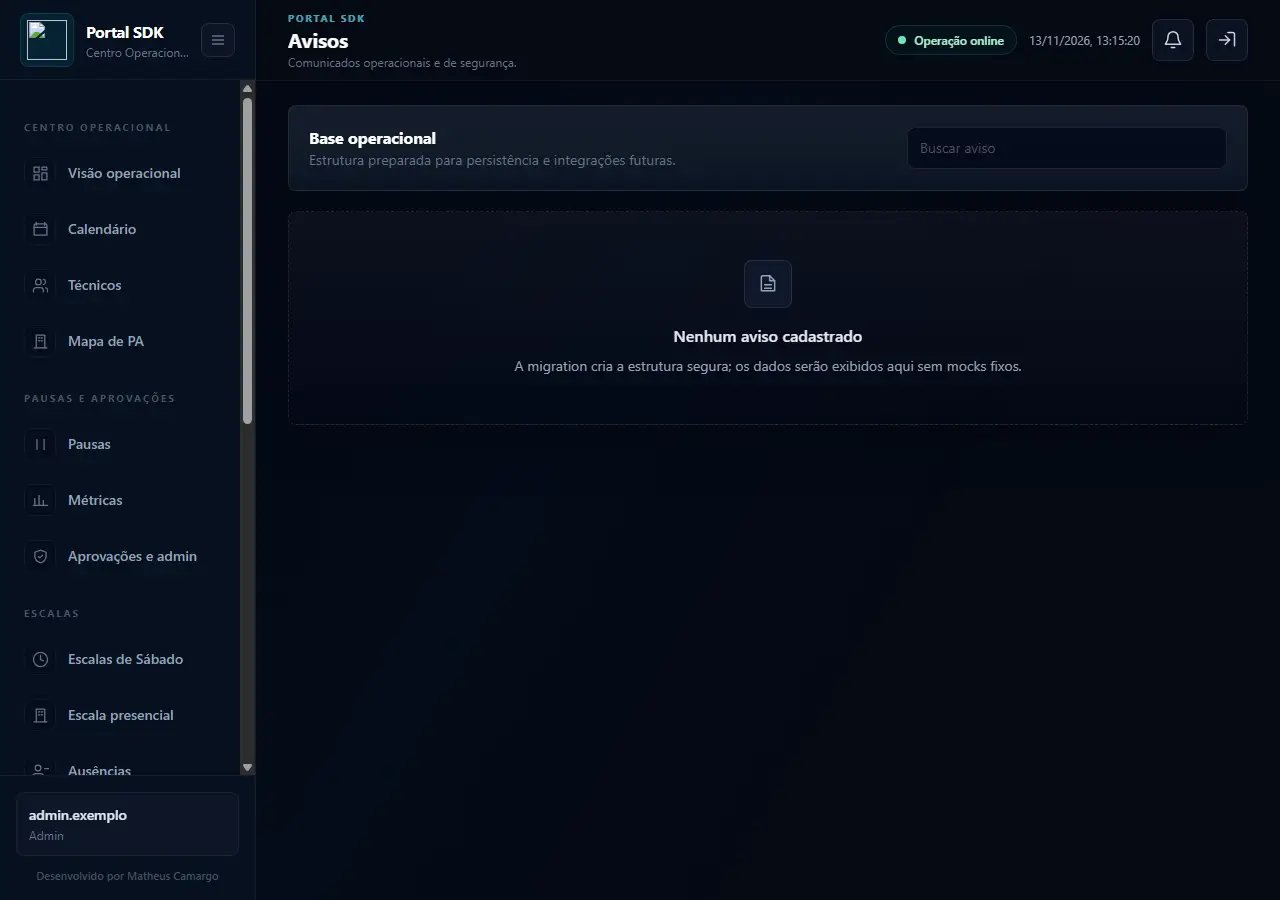 Portal SDK
Centro Operacion...
CENTRO OPERACIONAL
Visão operacional
Calendário
Técnicos
Mapa de PA
PAUSAS E APROVAÇÕES
Pausas
Métricas
Aprovações e admin
ESCALAS
Escalas de Sábado
Escala presencial
Ausências
admin.exemplo
Admin
Desenvolvido por Matheus Camargo
PORTAL SDK
Avisos
Comunicados operacionais e de segurança.
Operação online
13/11/2026, 13:15:20
Base operacional
Estrutura preparada para persistência e integrações futuras.
Buscar aviso
Nenhum aviso cadastrado
A migration cria a estrutura segura; os dados serão exibidos aqui sem mocks fixos.